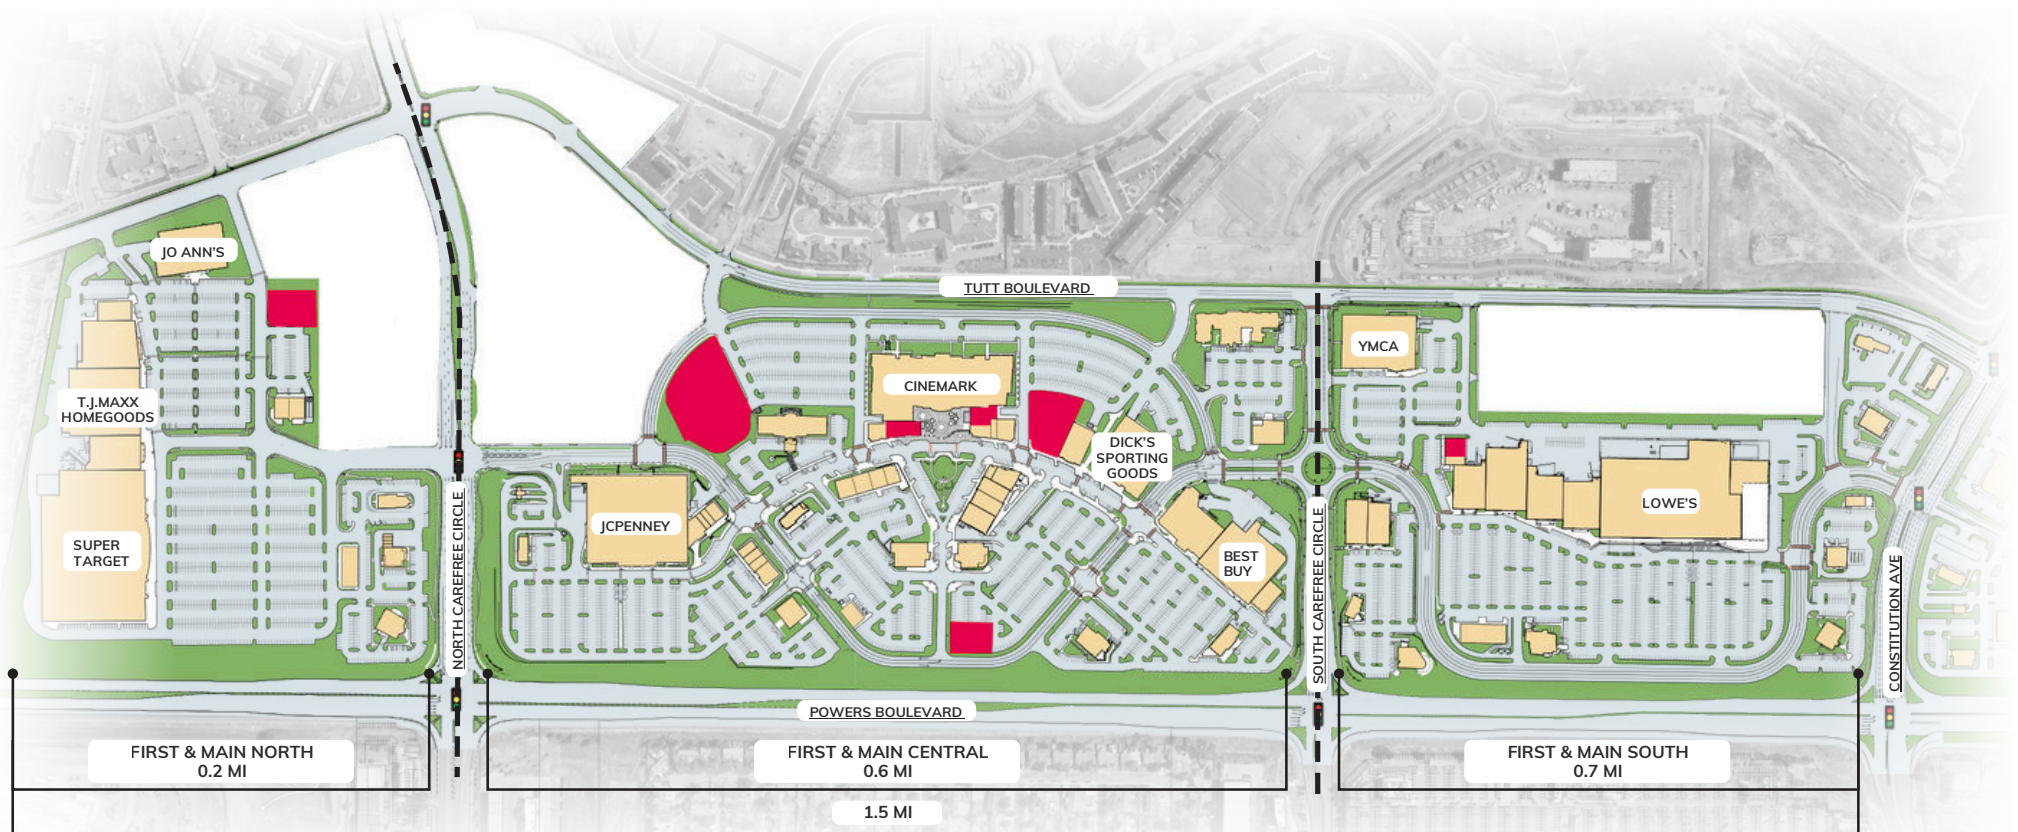 JO ANN'S
T.J.MAXX
HOMEGOODS
SUPER
TARGET
NORTH CAREFREE CIRCLE
TUTT BOULEVARD
CINEMARK
DICK'S
SPORTING
GOODS
JCPENNEY
BEST
BUY
SOUTH CAREFREE CIRCLE
YMCA
LOWE'S
CONSTITUTION AVE
POWERS BOULEVARD
FIRST & MAIN NORTH
0.2 MI
FIRST & MAIN CENTRAL
0.6 MI
FIRST & MAIN SOUTH
0.7 MI
1.5 MI